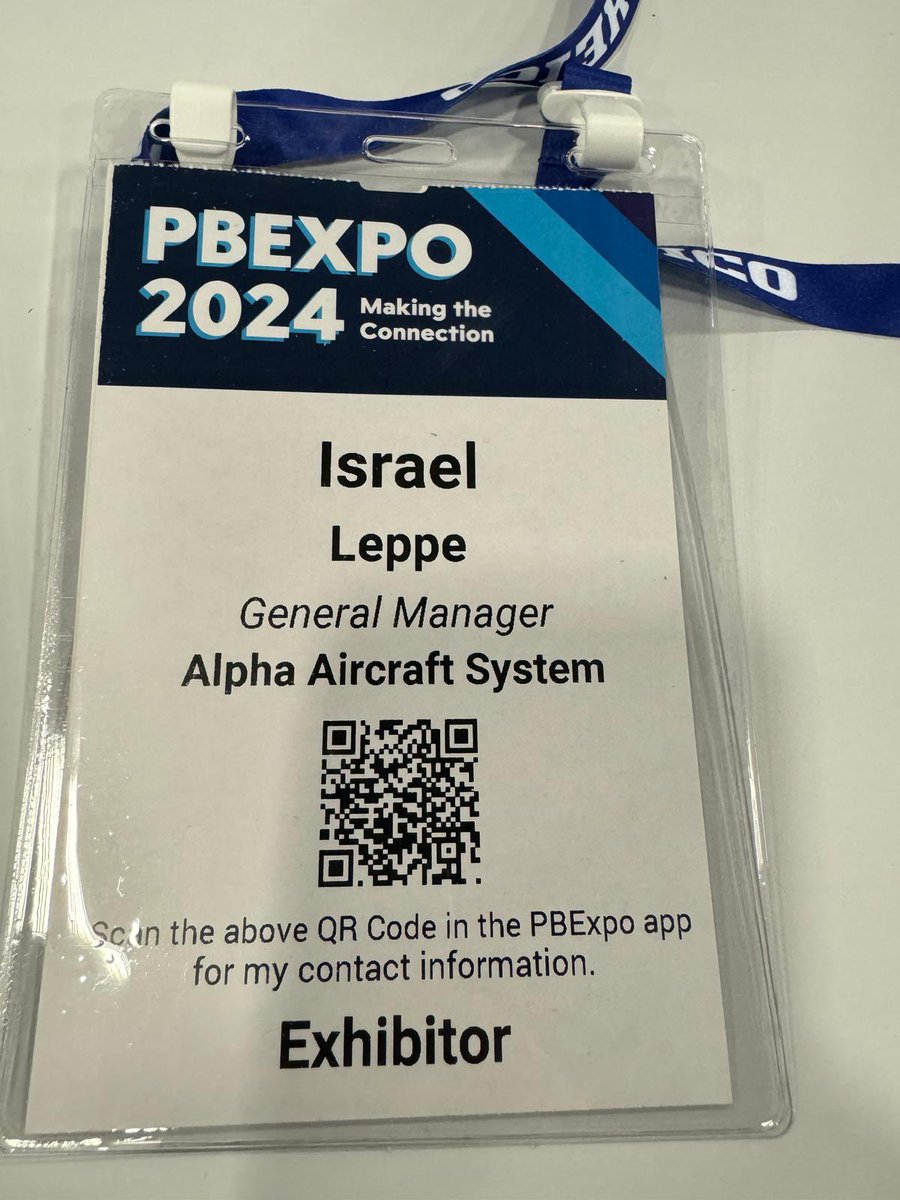 PBEXPO
2024
Making the
Connection
Israel
Leppe
General Manager
Alpha Aircraft System
Scan the above QR Code in the PBExpo app
for my contact information.
Exhibitor